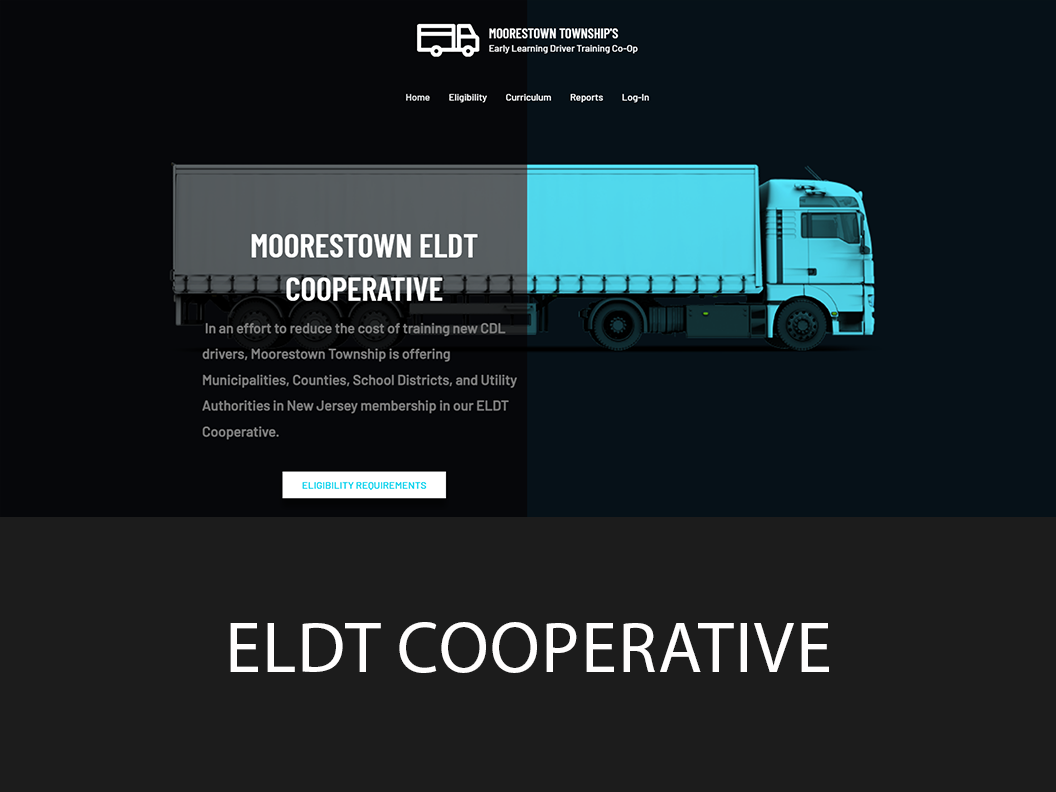 MOORESTOWN TOWNSHIP'S
Early Learning Driver Training Co-Op
Home Eligibility Curriculum Reports Log-In
MOORESTOWN ELDT
COOPERATIVE
In an effort to reduce the cost of training new CDL
drivers, Moorestown Township is offering
Municipalities, Counties, School Districts, and Utility
Authorities in New Jersey membership in our ELDT
Cooperative.
ELIGIBILITY REQUIREMENTS
ELDT COOPERATIVE